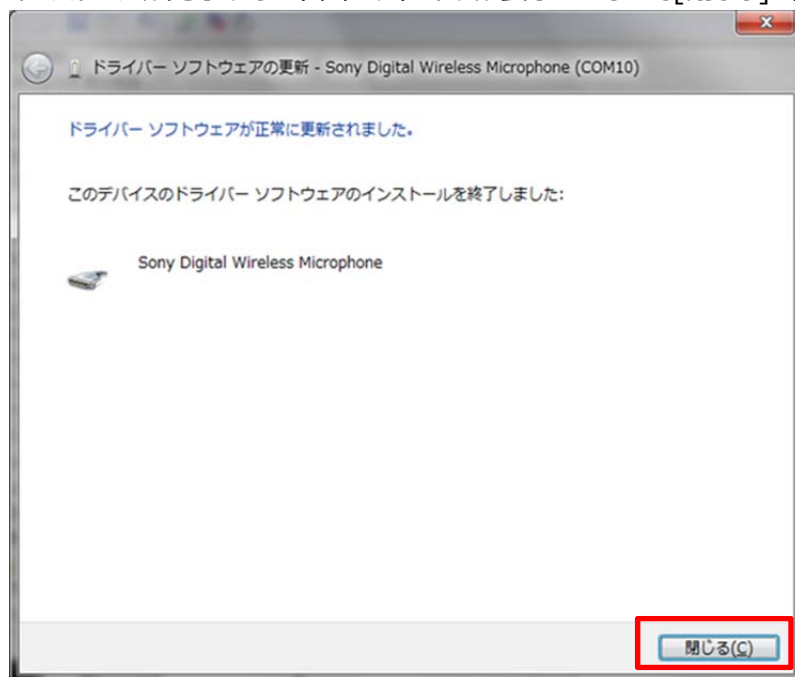 ドライバー ソフトウェアの更新 - Sony Digital Wireless Microphone (COM10)
ドライバー ソフトウェアが正常に更新されました。
このデバイスのドライバー ソフトウェアのインストールを終了しました:
Sony Digital Wireless Microphone
閉じる(C)